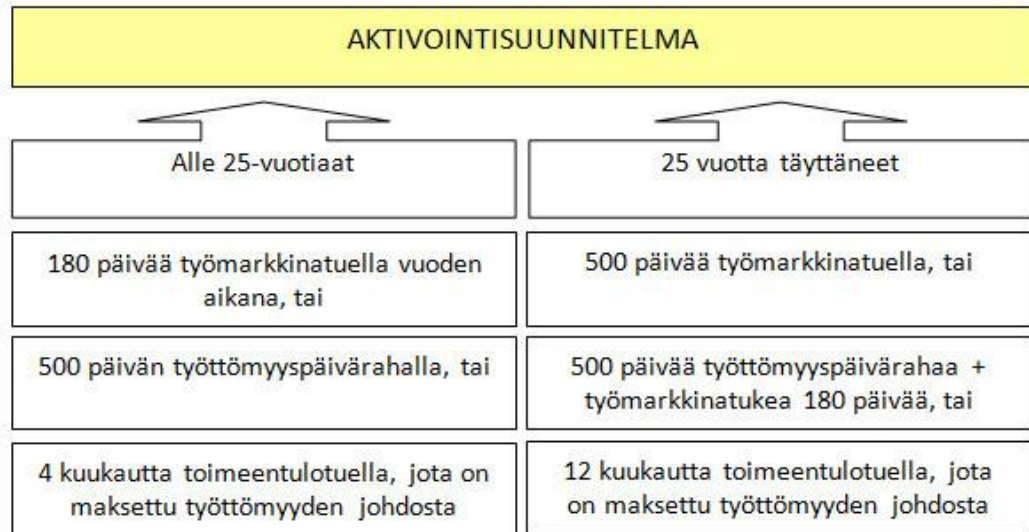 AKTIVOINTISUUNNITELMA
Alle 25-vuotiaat
25 vuotta täyttäneet
180 päivää työmarkkinatuella vuoden
aikana, tai
500 päivää työmarkkinatuella, tai
500 päivän työttömyyspäivärahalla, tai
500 päivää työttömyyspäivärahaa +
työmarkkinatukea 180 päivää, tai
4 kuukautta toimeentulotuella, jota on
maksettu työttömyyden johdosta
12 kuukautta toimeentulotuella, jota
on maksettu työttömyyden johdosta